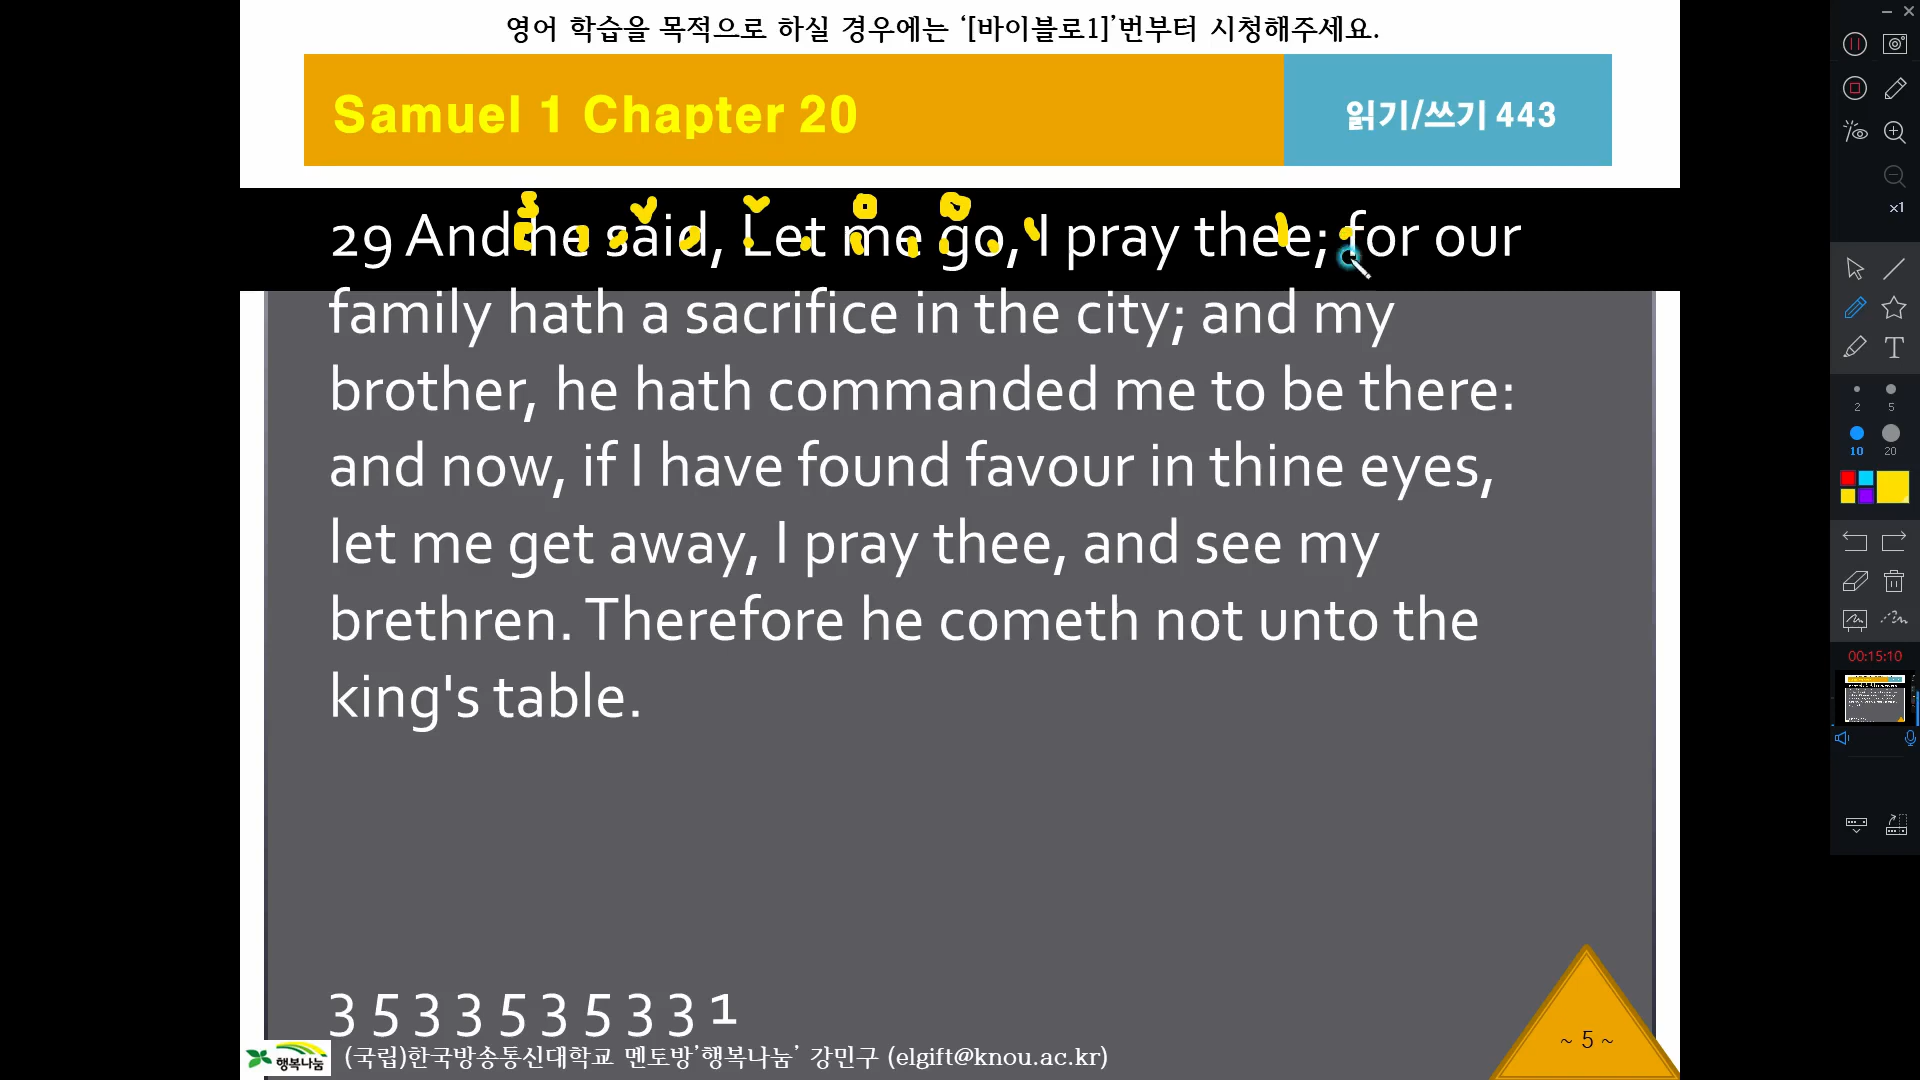 영어 학습을 목적으로 하실 경우에는 ‘[바이블로1]’번부터 시청해주세요.
Samuel 1 Chapter 20
읽기/쓰기 443
29 And he said, Let me go, I pray thee; for our
family hath a sacrifice in the city; and my
brother, he hath commanded me to be there:
and now, if I have found favour in thine eyes,
let me get away, I pray thee, and see my
brethren. Therefore he cometh not unto the
king's table.
3 5 3 3 5 3 5 3 3 1
~ 5 ~
행복나눔
(국립)한국방송통신대학교 멘토방'행복나눔' 강민구 (elgift@knou.ac.kr)
x1
T
2 5
10 20
00:15:10